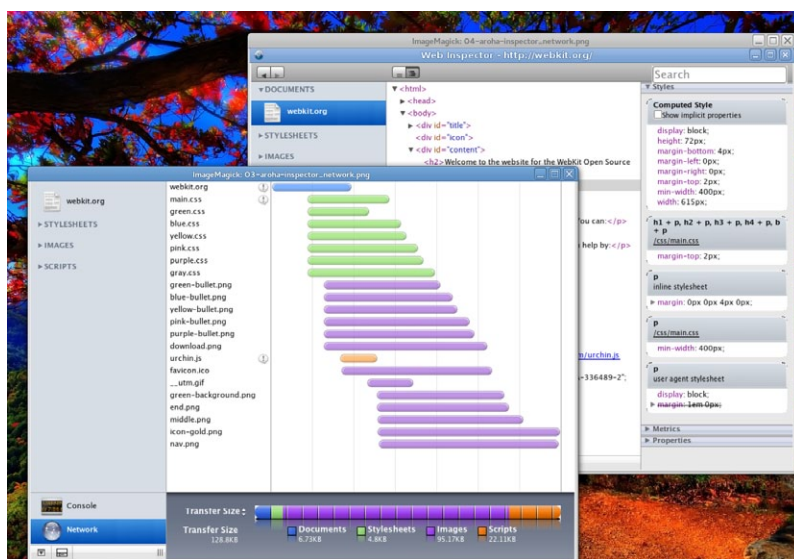 ImageMagick: 04-aroha-inspector_network.png
Web Inspector - http://webkit.org/
Search
DOCUMENTS
webkit.org
STYLESHEETS
IMAGES
<html>
<head>
<body>
<div id="title">
<div id="icon">
<div id="content">
<h2>Welcome to the website for the WebKit Open Source
ou can:</p>
help by:</p>
m/urchin.js
-336489-2";
Styles
Computed Style
Show implicit properties
display: block;
height: 72px;
margin-bottom: 4px;
margin-left: 0px;
margin-right: 0px;
margin-top: 2px;
min-width: 400px;
width: 615px;
h1 + p, h2 + p, h3 + p, h4 + p, b
+ p
/css/main.css
margin-top: 2px;
p
inline stylesheet
margin: 0px 0px 4px 0px;
p
/css/main.css
min-width: 400px;
p
user agent stylesheet
display: block;
margin: 1em 0px;
Metrics
Properties
ImageMagick: 03-aroha-inspector_network.png
webkit.org
STYLESHEETS
IMAGES
SCRIPTS
Console
Network
webkit.org
main.css
green.css
blue.css
yellow.css
pink.css
purple.css
gray.css
green-bullet.png
blue-bullet.png
yellow-bullet.png
pink-bullet.png
purple-bullet.png
download.png
urchin.js
favicon.ico
__utm.gif
green-background.png
end.png
middle.png
icon-gold.png
nav.png
Transfer Size
Transfer Size
128.8KB
Documents
6.73KB
Stylesheets
4.8KB
Images
95.17KB
Scripts
22.11KB